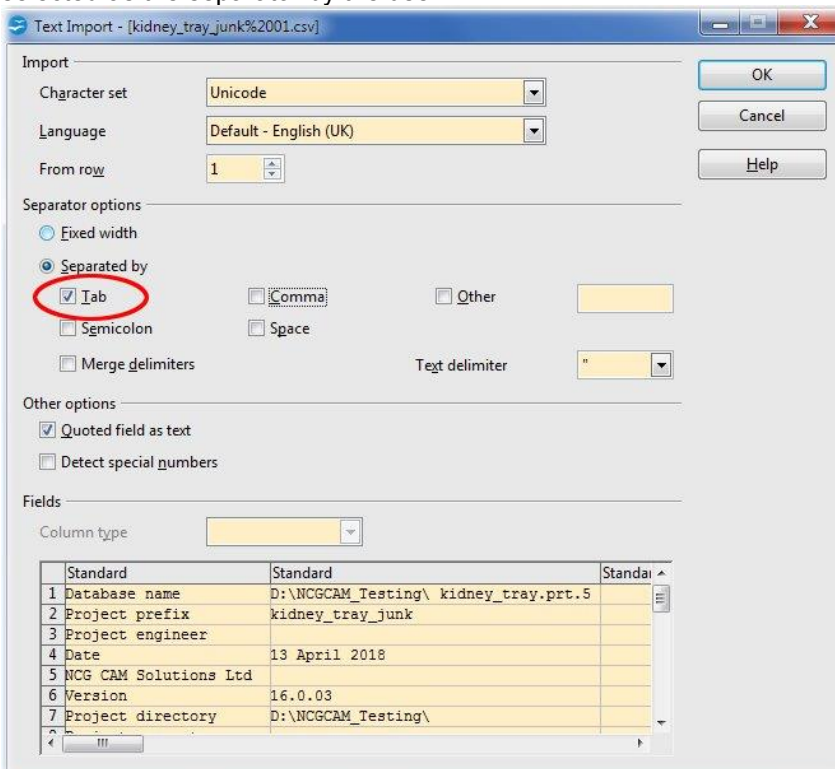 Text Import - [kidney_tray_junk%2001.csv]
Import
OK
Character set Unicode
Cancel
Language Default - English (UK)
From row 1
Help
Separator options
Fixed width
Separated by
Tab Comma Other
Semicolon Space
Merge delimiters Text delimiter "
Other options
Quoted field as text
Detect special numbers
Fields
Column type
Standard Standard Standar
1 Database name D:\NCGCAM_Testing\ kidney_tray.prt.5
2 Project prefix kidney_tray_junk
3 Project engineer
4 Date 13 April 2018
5 NCG CAM Solutions Ltd
6 Version 16.0.03
7 Project directory D:\NCGCAM_Testing\